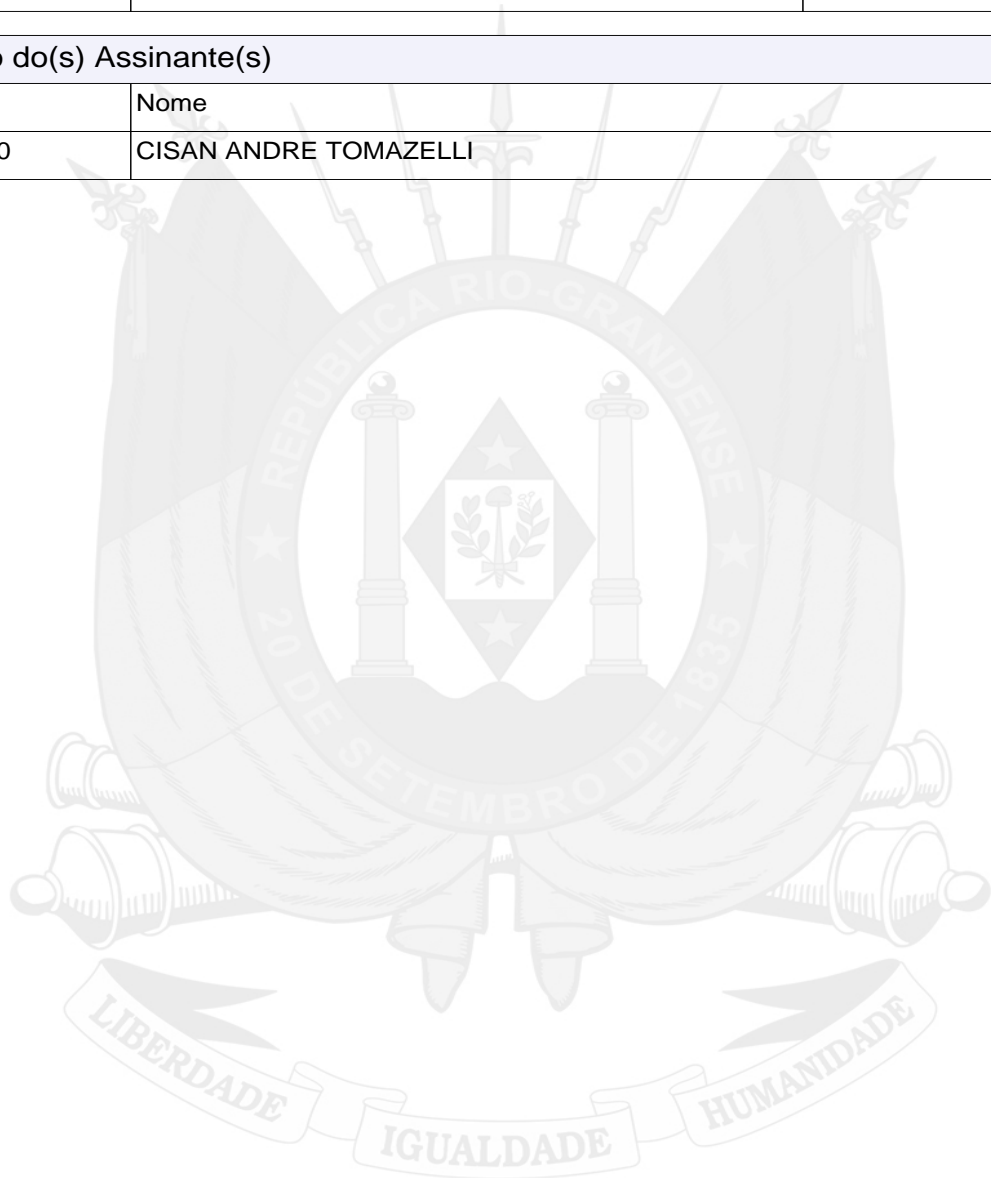 do(s) Assinante(s)
Nome
0
CISAN ANDRE TOMAZELLI
REPÚBLICA RIO-GRANDENSE
★ 20 DE SETEMBRO DE 1835 ★
LIBERDADE IGUALDADE HUMANIDADE